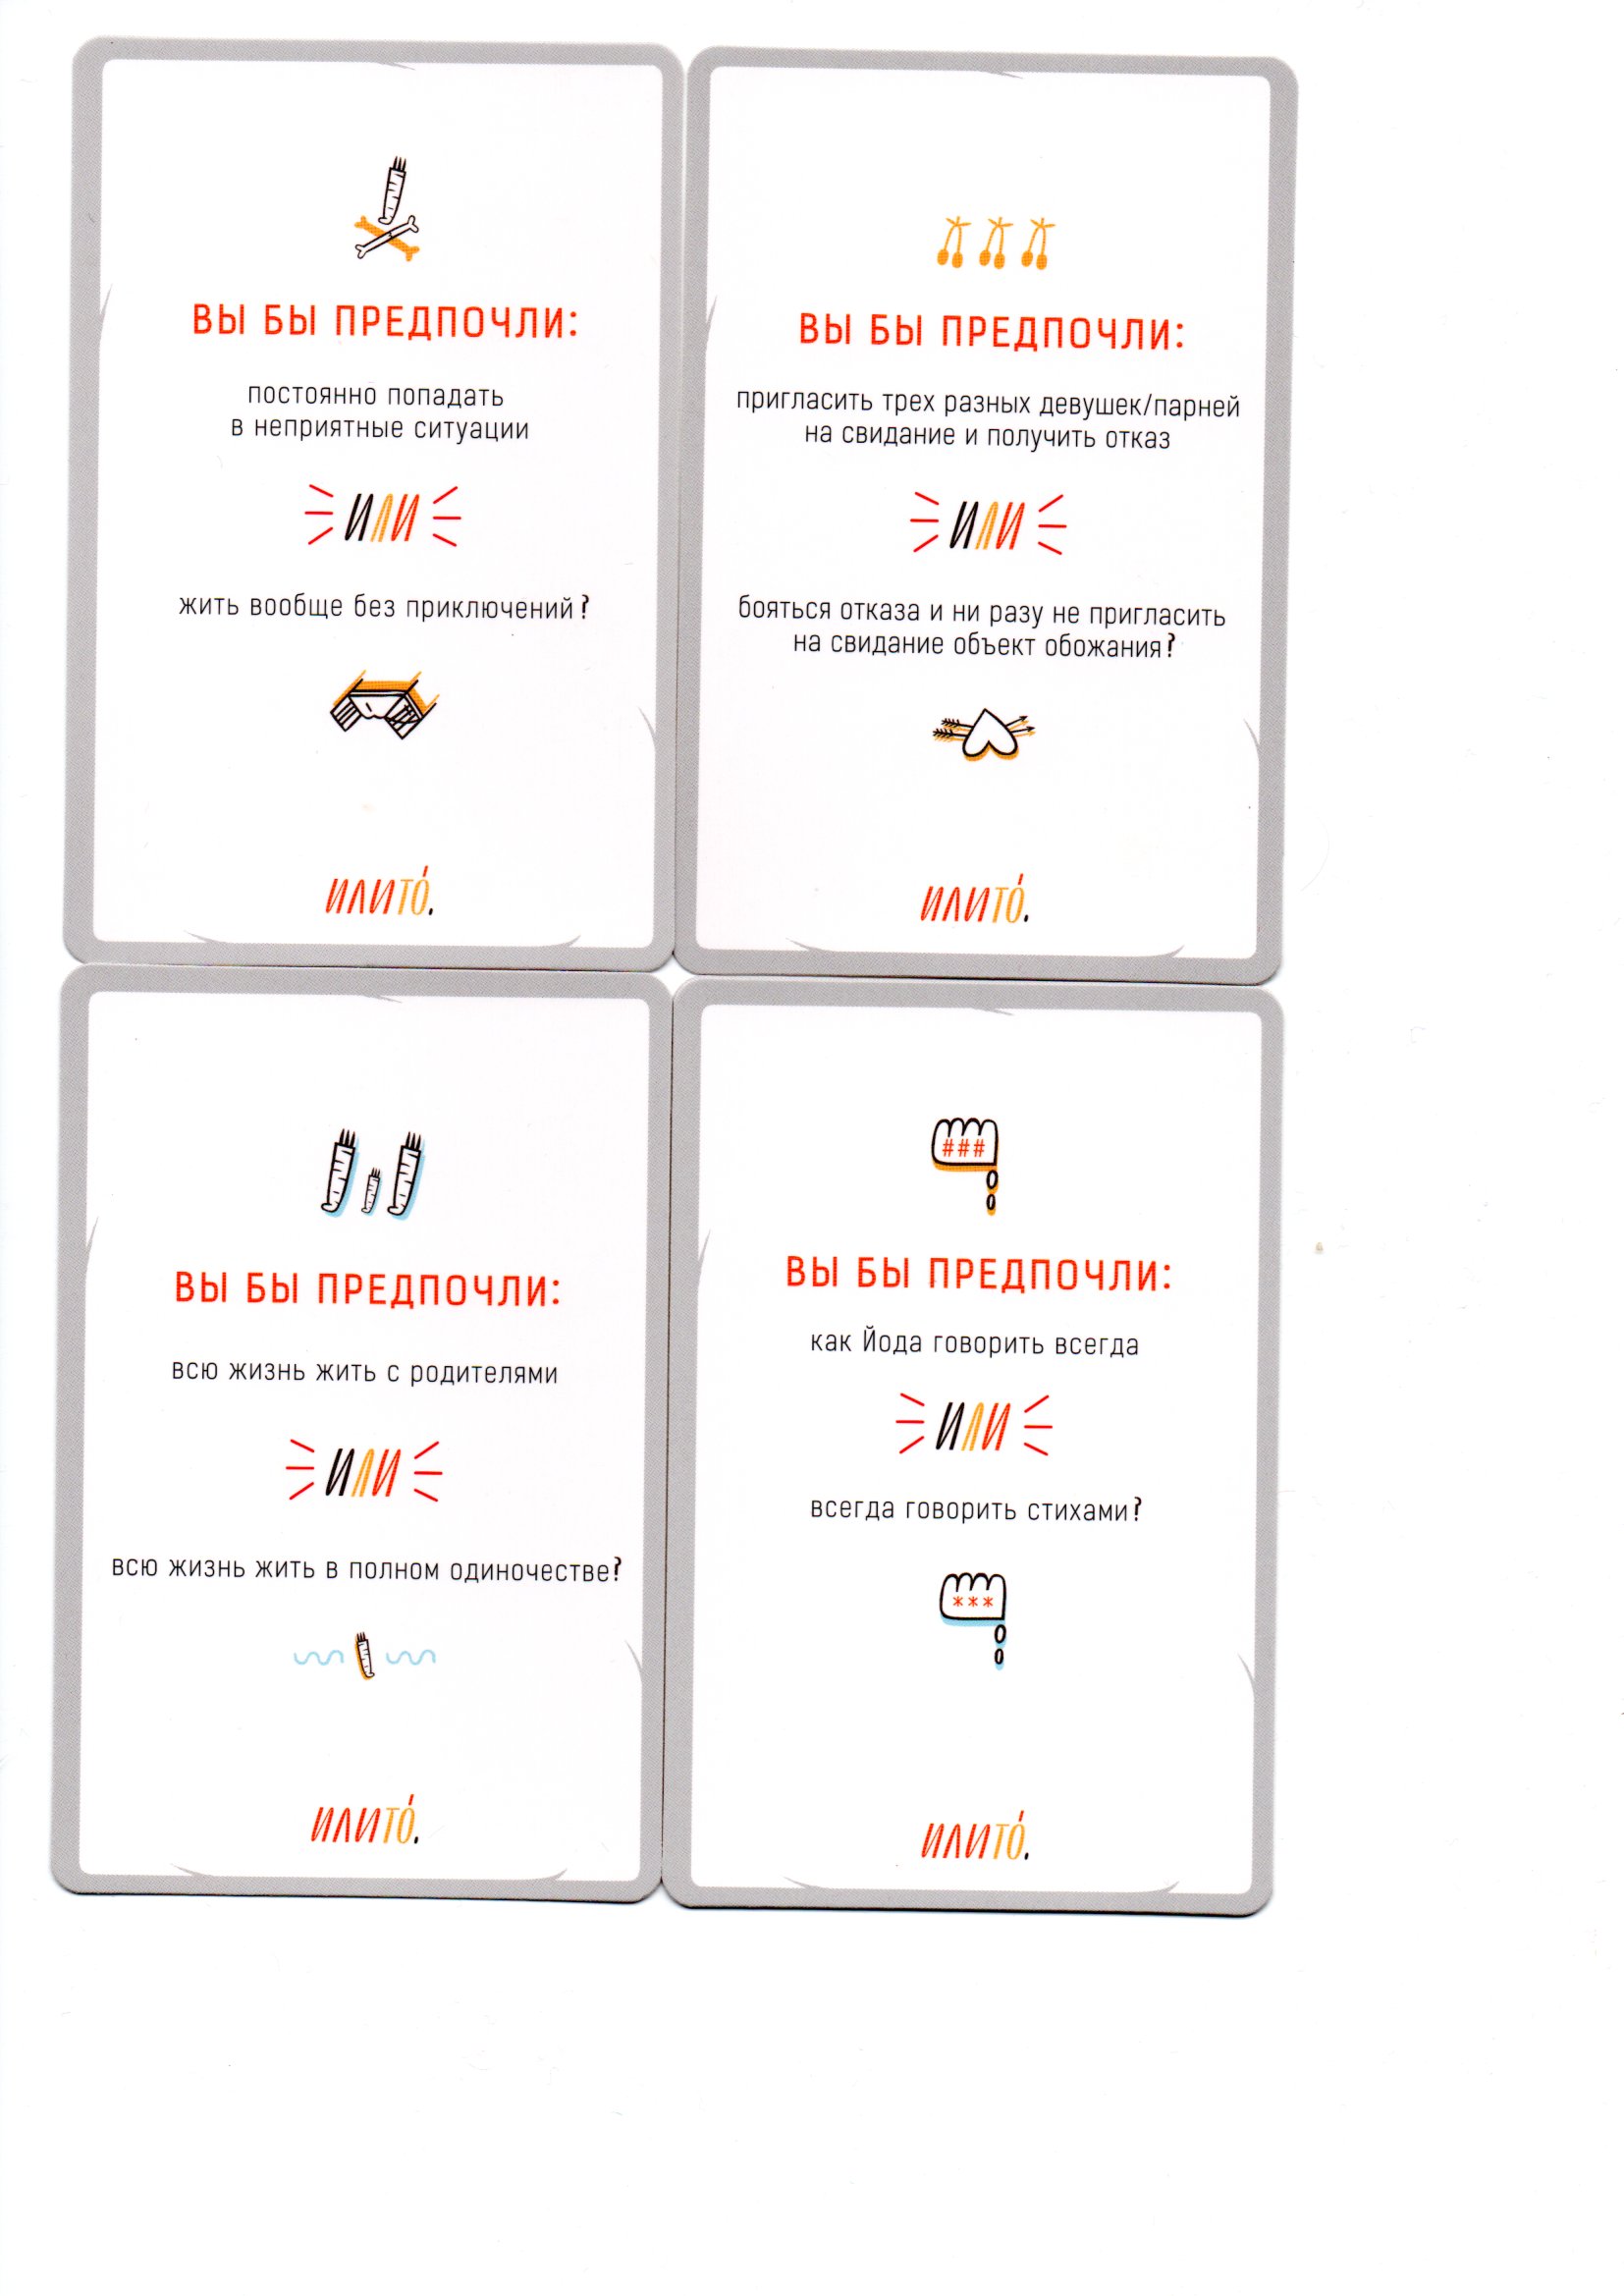 ВЫ БЫ ПРЕДПОЧЛИ:
постоянно попадать
в неприятные ситуации
ИЛИ
жить вообще без приключений?
ИЛИТО́.
ВЫ БЫ ПРЕДПОЧЛИ:
пригласить трех разных девушек/парней
на свидание и получить отказ
ИЛИ
бояться отказа и ни разу не пригласить
на свидание объект обожания?
ИЛИТО́.
ВЫ БЫ ПРЕДПОЧЛИ:
всю жизнь жить с родителями
ИЛИ
всю жизнь жить в полном одиночестве?
ИЛИТО́.
###
ВЫ БЫ ПРЕДПОЧЛИ:
как Йода говорить всегда
ИЛИ
всегда говорить стихами?
***
ИЛИТО́.